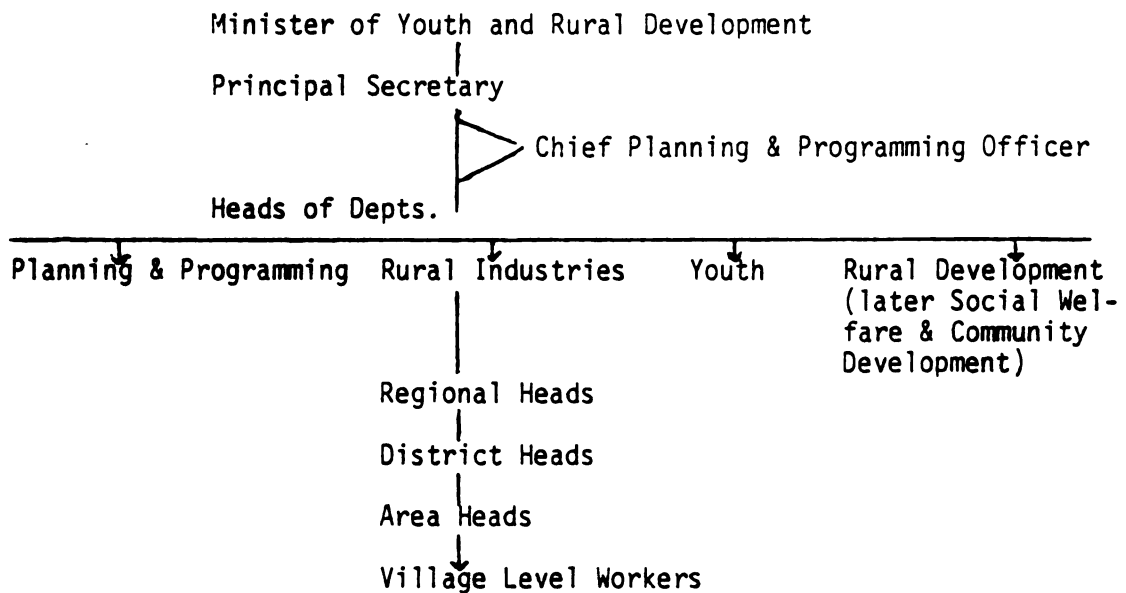 Minister of Youth and Rural Development
Principal Secretary
Chief Planning & Programming Officer
Heads of Depts.
Planning & Programming Rural Industries Youth Rural Development
(later Social Wel-
fare & Community
Development)
Regional Heads
District Heads
Area Heads
Village Level Workers